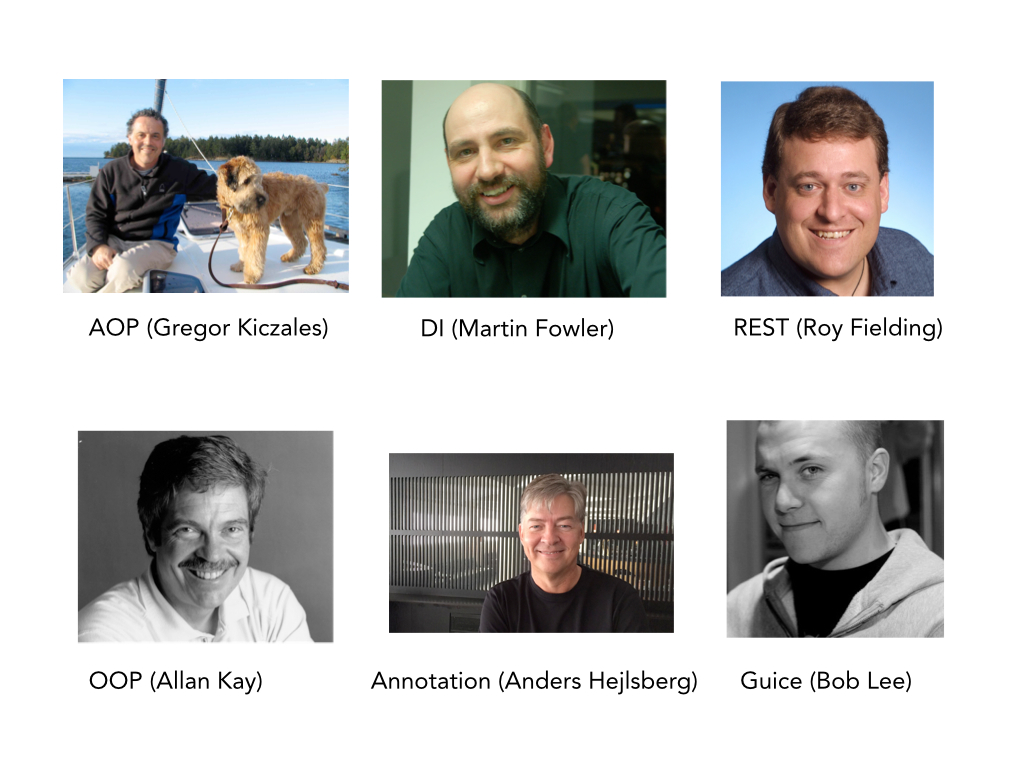 AOP (Gregor Kiczales)
DI (Martin Fowler)
REST (Roy Fielding)
OOP (Allan Kay)
Annotation (Anders Hejlsberg)
Guice (Bob Lee)